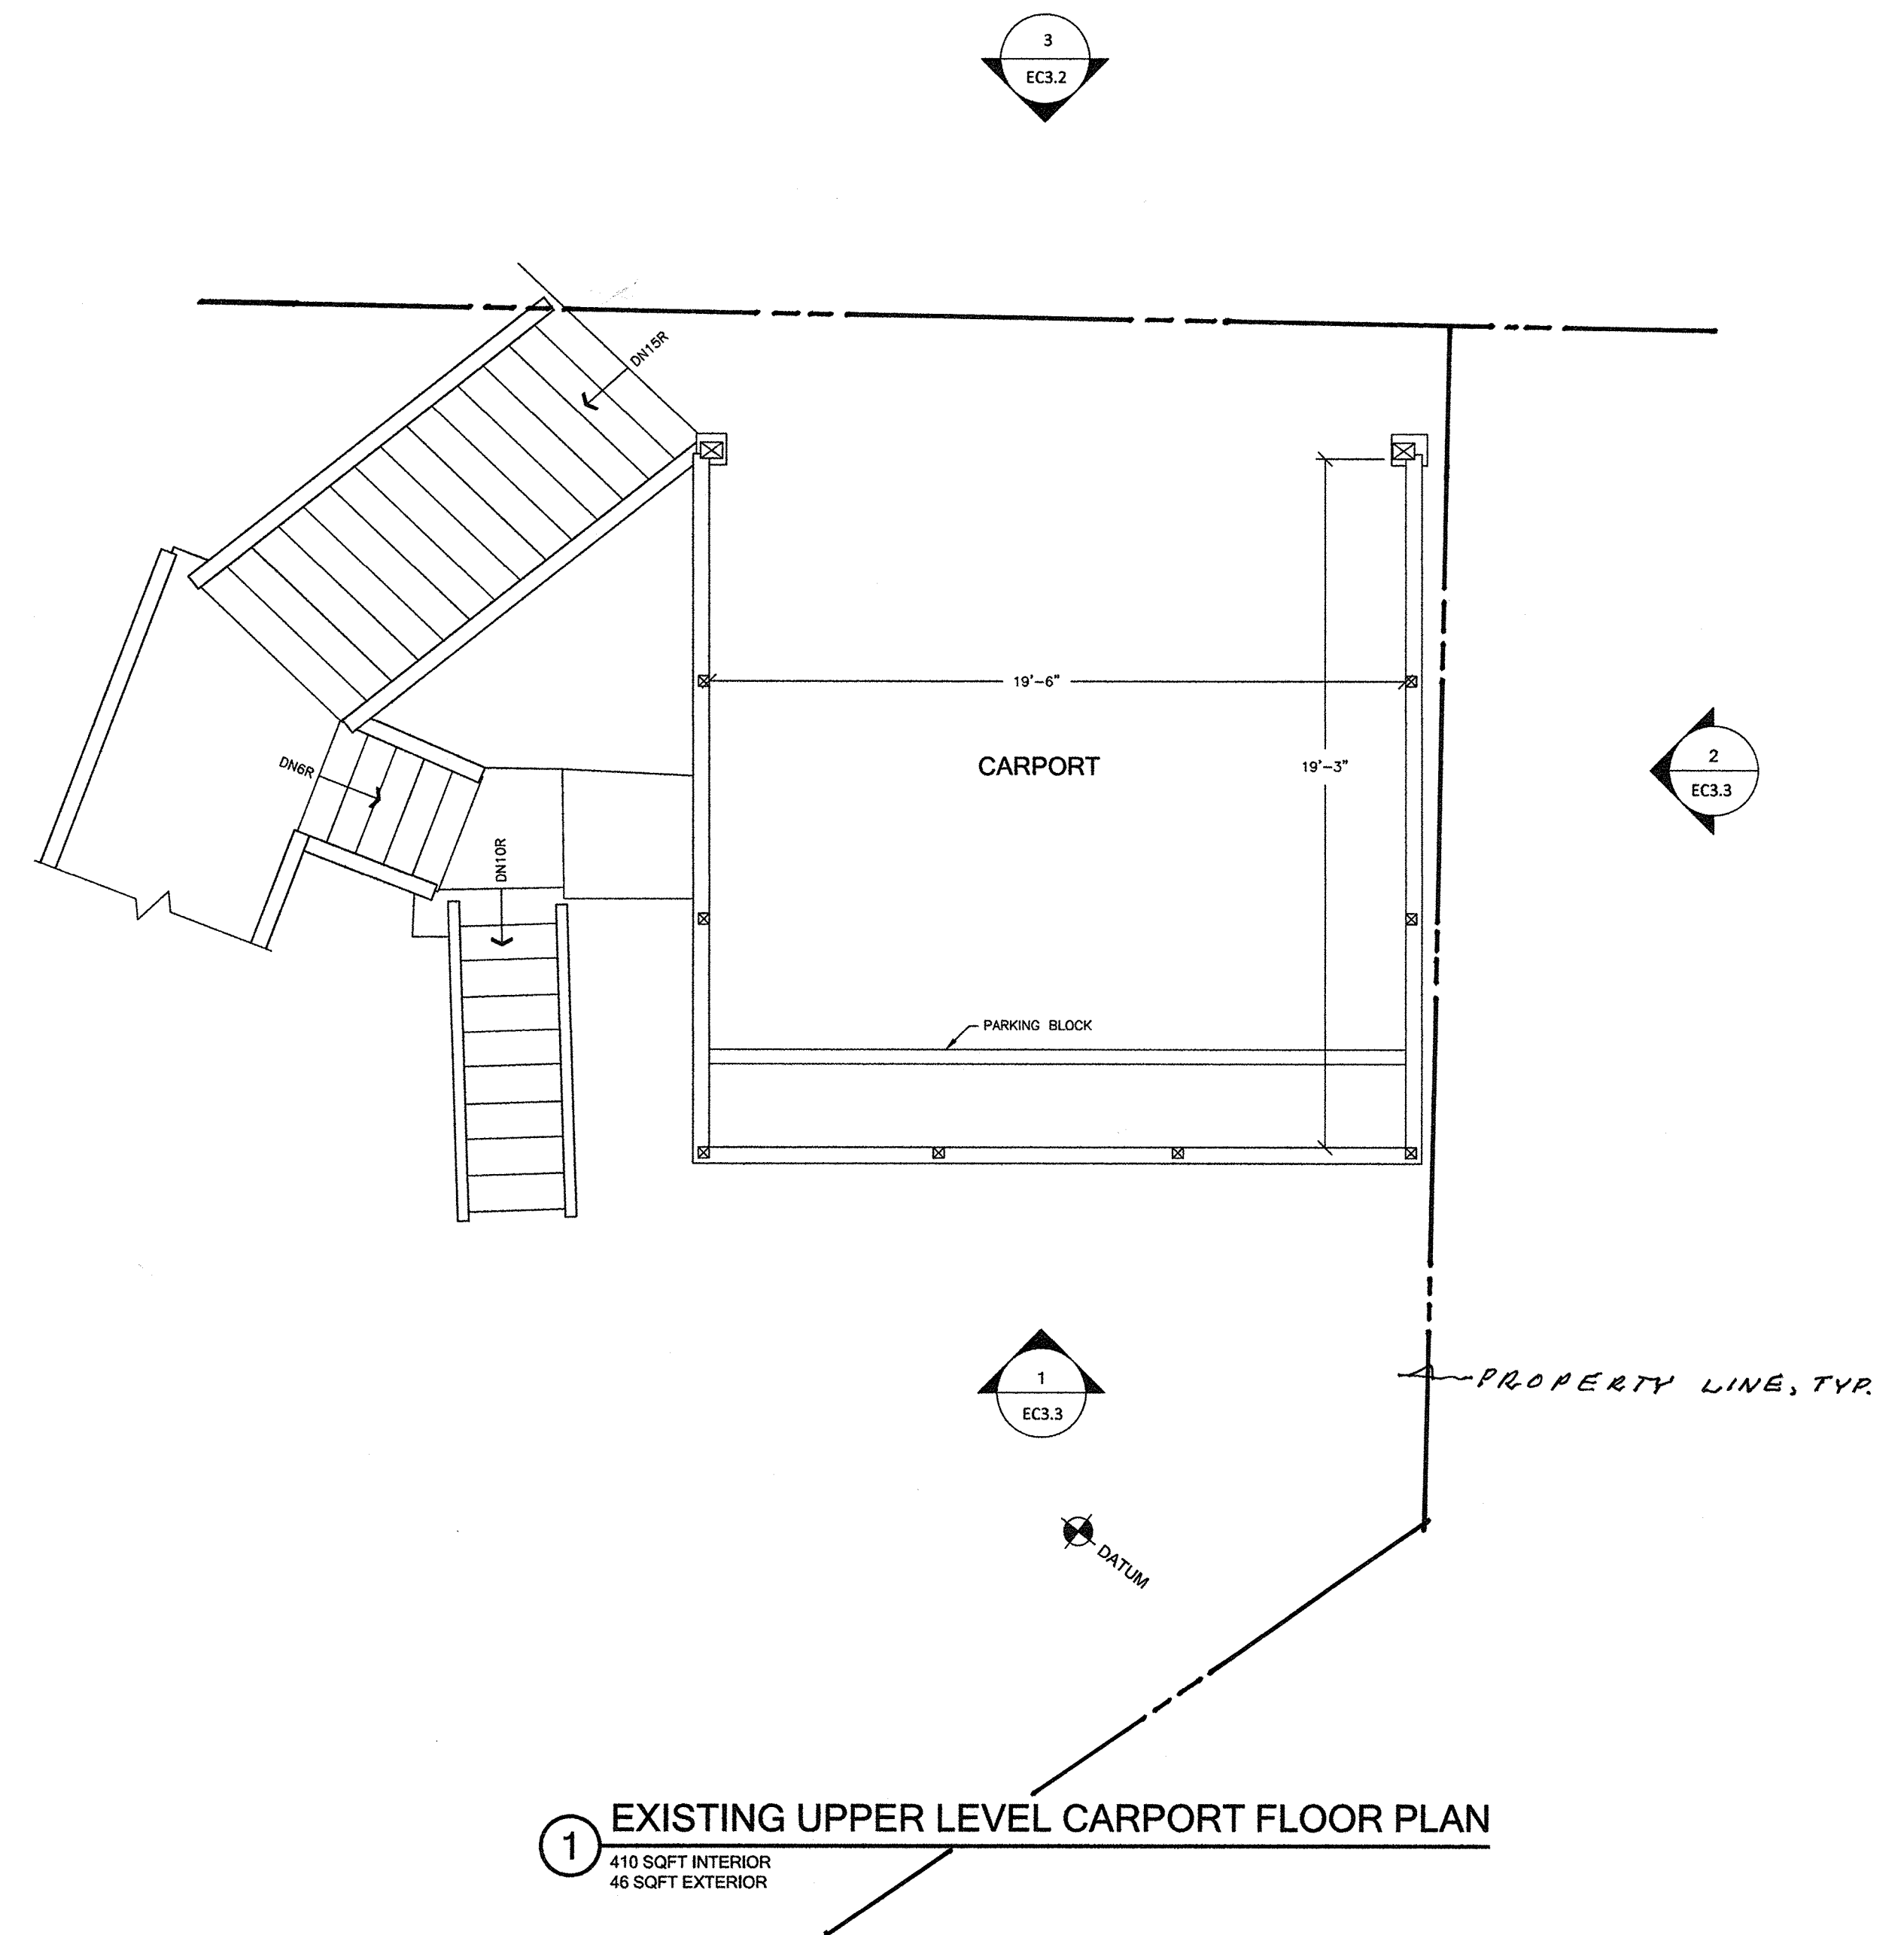 3
EC3.2
DN15R
19'-6"
CARPORT
19'-3"
2
EC3.3
DN6R
DN10R
PARKING BLOCK
1
EC3.3
PROPERTY LINE, TYP.
DATUM
1
EXISTING UPPER LEVEL CARPORT FLOOR PLAN
410 SQFT INTERIOR
46 SQFT EXTERIOR